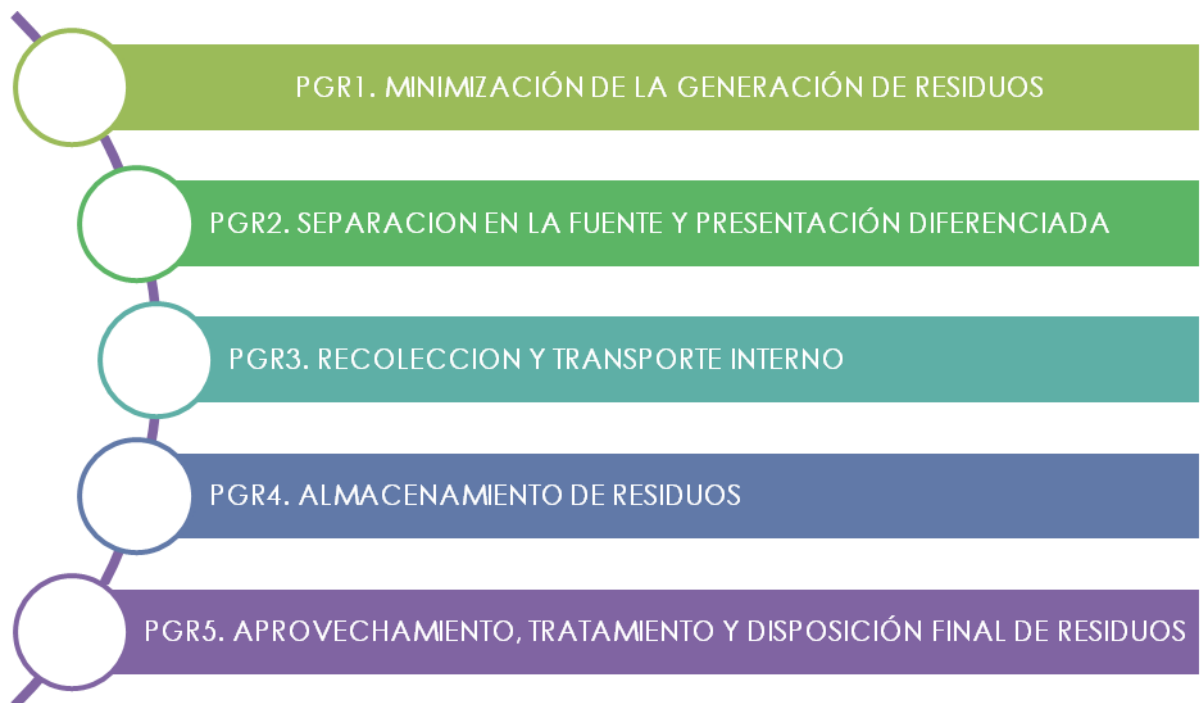 PGR1. MINIMIZACIÓN DE LA GENERACIÓN DE RESIDUOS
PGR2. SEPARACION EN LA FUENTE Y PRESENTACIÓN DIFERENCIADA
PGR3. RECOLECCION Y TRANSPORTE INTERNO
PGR4. ALMACENAMIENTO DE RESIDUOS
PGR5. APROVECHAMIENTO, TRATAMIENTO Y DISPOSICIÓN FINAL DE RESIDUOS